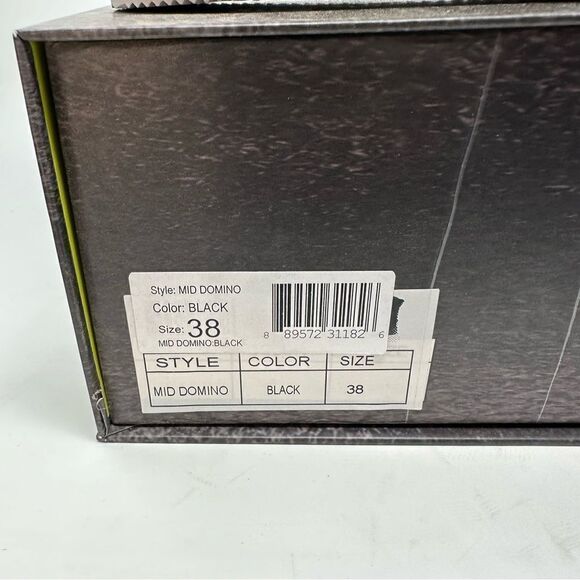 Style: MID DOMINO
Color: BLACK
Size: 38
MID DOMINO:BLACK
8 89572 31182 6
STYLE COLOR SIZE
MID DOMINO BLACK 38